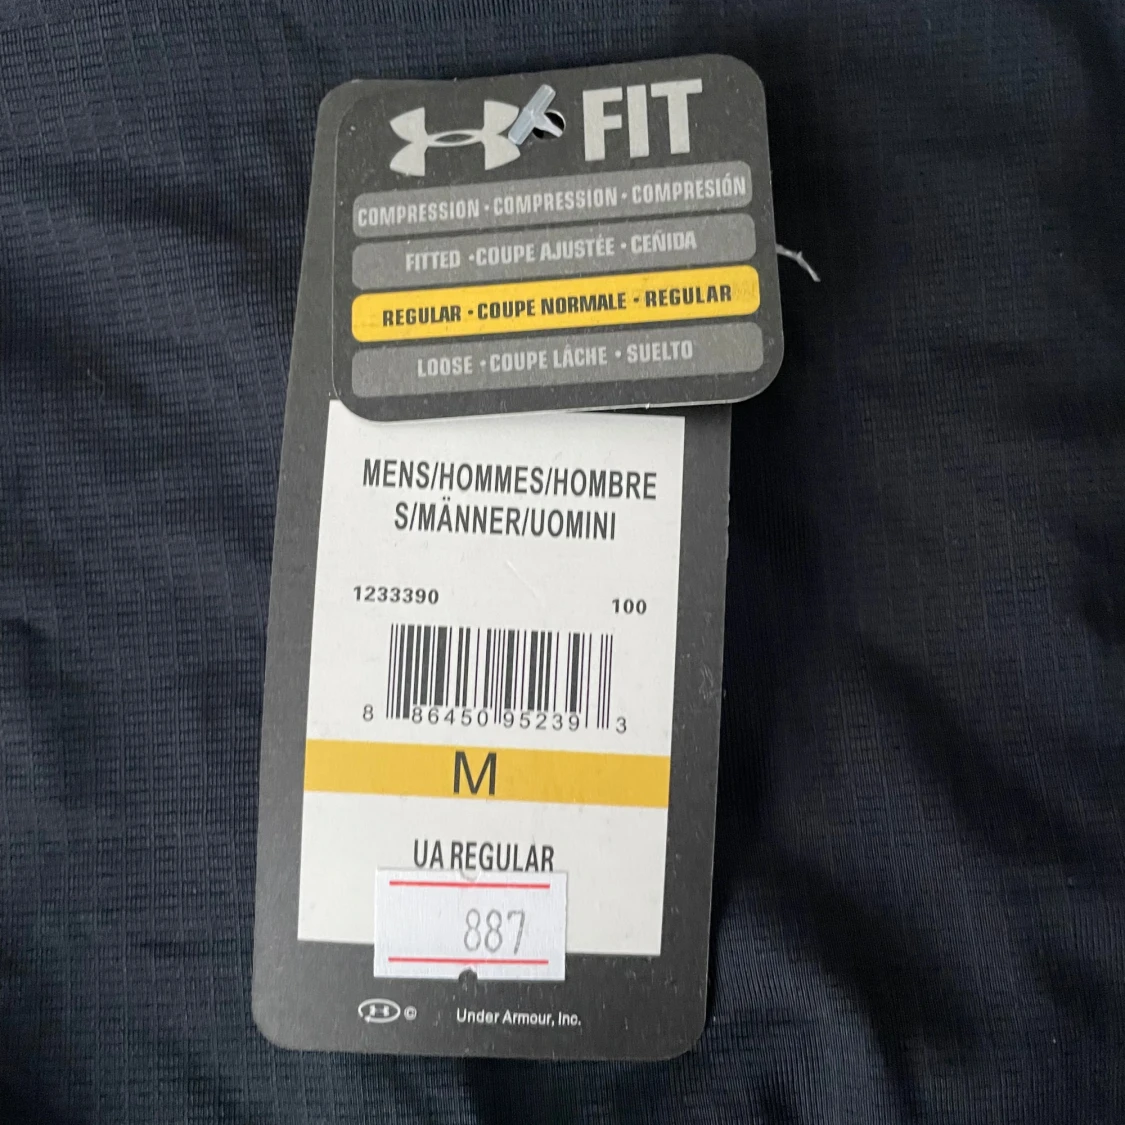 FIT
COMPRESSION · COMPRESSION · COMPRESIÓN
FITTED · COUPE AJUSTÉE · CEÑIDA
REGULAR · COUPE NORMALE · REGULAR
LOOSE · COUPE LÂCHE · SUELTO
MENS/HOMMES/HOMBRE
S/MÄNNER/UOMINI
1233390 100
8 86450 95239 3
M
UA REGULAR
887
© Under Armour, Inc.